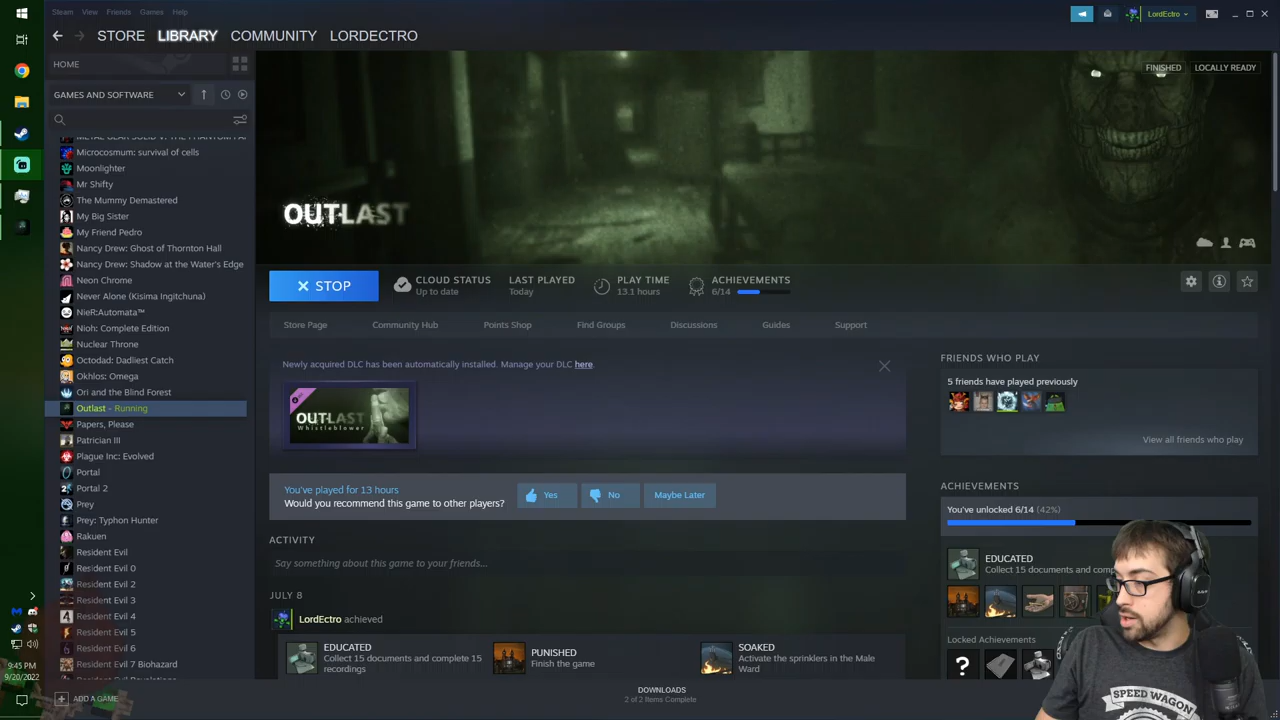 Steam View Friends Games Help
LordEctro
STORE LIBRARY COMMUNITY LORDECTRO
HOME
GAMES AND SOFTWARE
Microcosmum: survival of cells
Moonlighter
Mr Shifty
The Mummy Demastered
My Big Sister
My Friend Pedro
Nancy Drew: Ghost of Thornton Hall
Nancy Drew: Shadow at the Water's Edge
Neon Chrome
Never Alone (Kisima Ingitchuna)
NieR:Automata™
Nioh: Complete Edition
Nuclear Throne
Octodad: Dadliest Catch
Okhlos: Omega
Ori and the Blind Forest
Outlast - Running
Papers, Please
Patrician III
Plague Inc: Evolved
Portal
Portal 2
Prey
Prey: Typhon Hunter
Rakuen
Resident Evil
Resident Evil 0
Resident Evil 2
Resident Evil 3
Resident Evil 4
Resident Evil 5
Resident Evil 6
Resident Evil 7 Biohazard
ADD A GAME
9:45 PM
9/20/2022
FINISHED LOCALLY READY
OUTLAST
STOP
CLOUD STATUS
Up to date
LAST PLAYED
Today
PLAY TIME
13.1 hours
ACHIEVEMENTS
6/14
Store Page Community Hub Points Shop Find Groups Discussions Guides Support
Newly acquired DLC has been automatically installed. Manage your DLC here.
OUTLAST
Whistleblower
You've played for 13 hours
Would you recommend this game to other players?
Yes No Maybe Later
ACTIVITY
Say something about this game to your friends...
JULY 8
LordEctro achieved
EDUCATED
Collect 15 documents and complete 15
recordings
PUNISHED
Finish the game
SOAKED
Activate the sprinklers in the Male
Ward
FRIENDS WHO PLAY
5 friends have played previously
View all friends who play
ACHIEVEMENTS
You've unlocked 6/14 (42%)
EDUCATED
Collect 15 documents and
Locked Achievements
?
DOWNLOADS
2 of 2 Items Complete
SPEED
WAGON